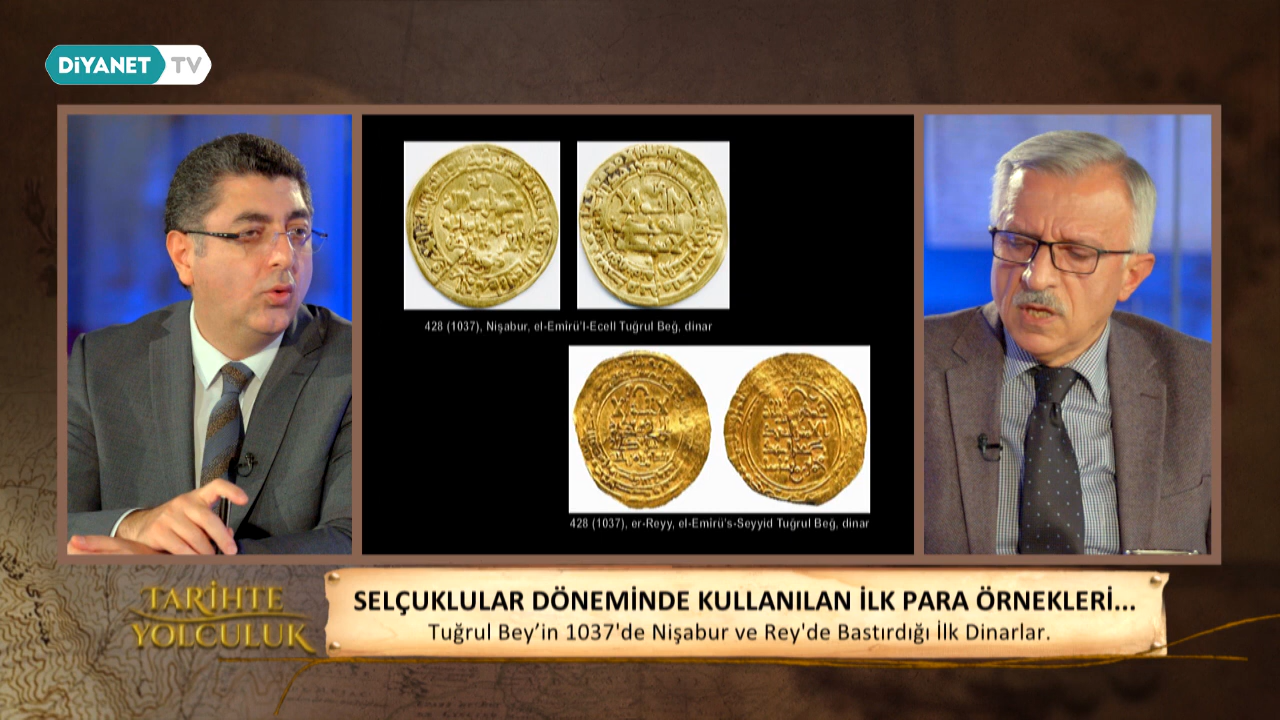 DİYANET TV
428 (1037), Nişabur, el-Emirü'l-Ecell Tuğrul Beğ, dinar
428 (1037), er-Reyy, el-Emirü's-Seyyid Tuğrul Beğ, dinar
TARİHTE
YOLCULUK
SELÇUKLULAR DÖNEMİNDE KULLANILAN İLK PARA ÖRNEKLERİ...
Tuğrul Bey’in 1037'de Nişabur ve Rey'de Bastırdığı İlk Dinarlar.